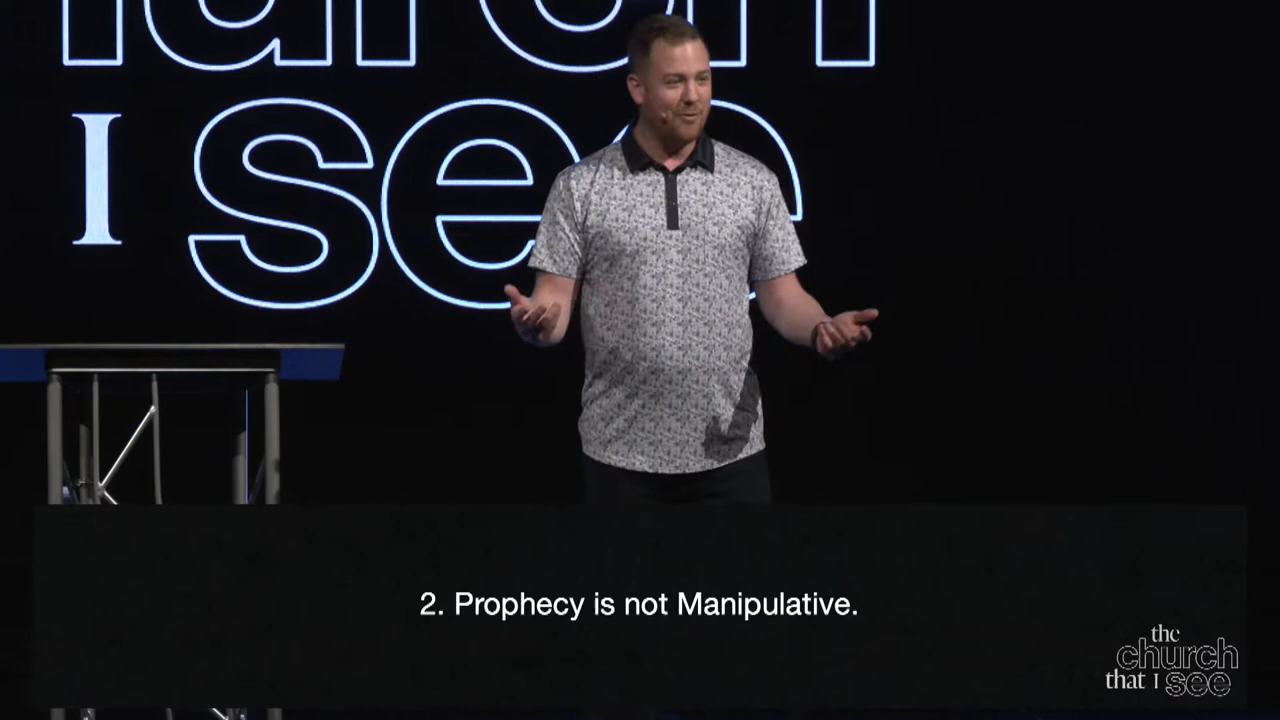 I see
2. Prophecy is not Manipulative.
the
church
that I see